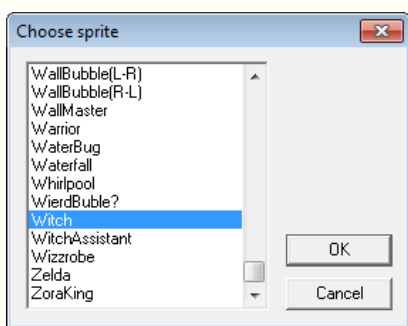 Choose sprite
WallBubble(L-R)
WallBubble(R-L)
WallMaster
Warrior
WaterBug
Waterfall
Whirlpool
WierdBuble?
Witch
WitchAssistant
Wizzrobe
Zelda
ZoraKing
OK
Cancel